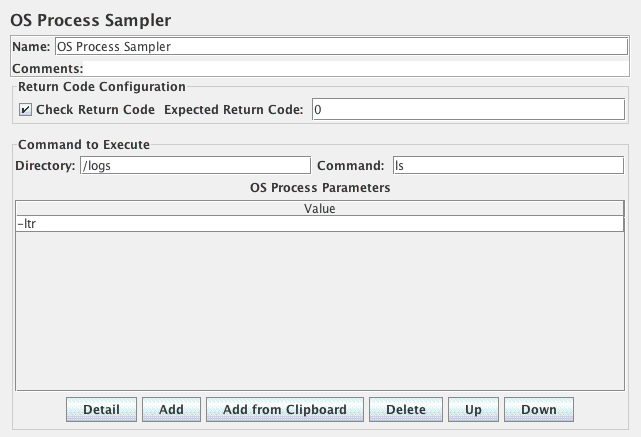 OS Process Sampler
Name: OS Process Sampler
Comments:
Return Code Configuration
Check Return Code Expected Return Code: 0
Command to Execute
Directory: /logs Command: ls
OS Process Parameters
Value
-ltr
Detail Add Add from Clipboard Delete Up Down